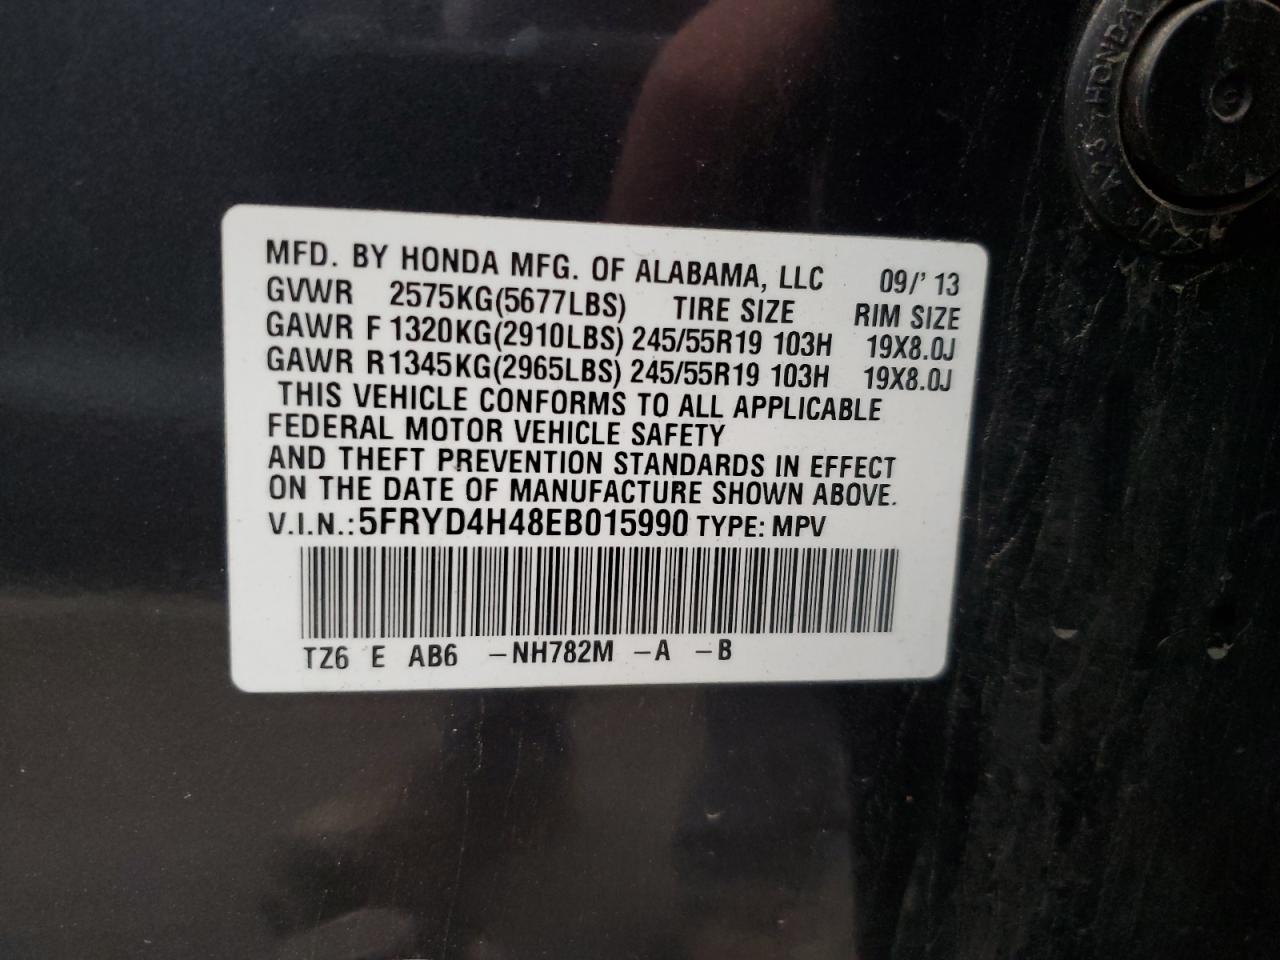 MFD. BY HONDA MFG. OF ALABAMA, LLC 09/' 13
GVWR 2575KG(5677LBS) TIRE SIZE RIM SIZE
GAWR F 1320KG(2910LBS) 245/55R19 103H 19X8.0J
GAWR R1345KG(2965LBS) 245/55R19 103H 19X8.0J
THIS VEHICLE CONFORMS TO ALL APPLICABLE
FEDERAL MOTOR VEHICLE SAFETY
AND THEFT PREVENTION STANDARDS IN EFFECT
ON THE DATE OF MANUFACTURE SHOWN ABOVE.
V.I.N.: 5FRYD4H48EB015990 TYPE: MPV
TZ6 E AB6 –NH782M –A –B
HONDA